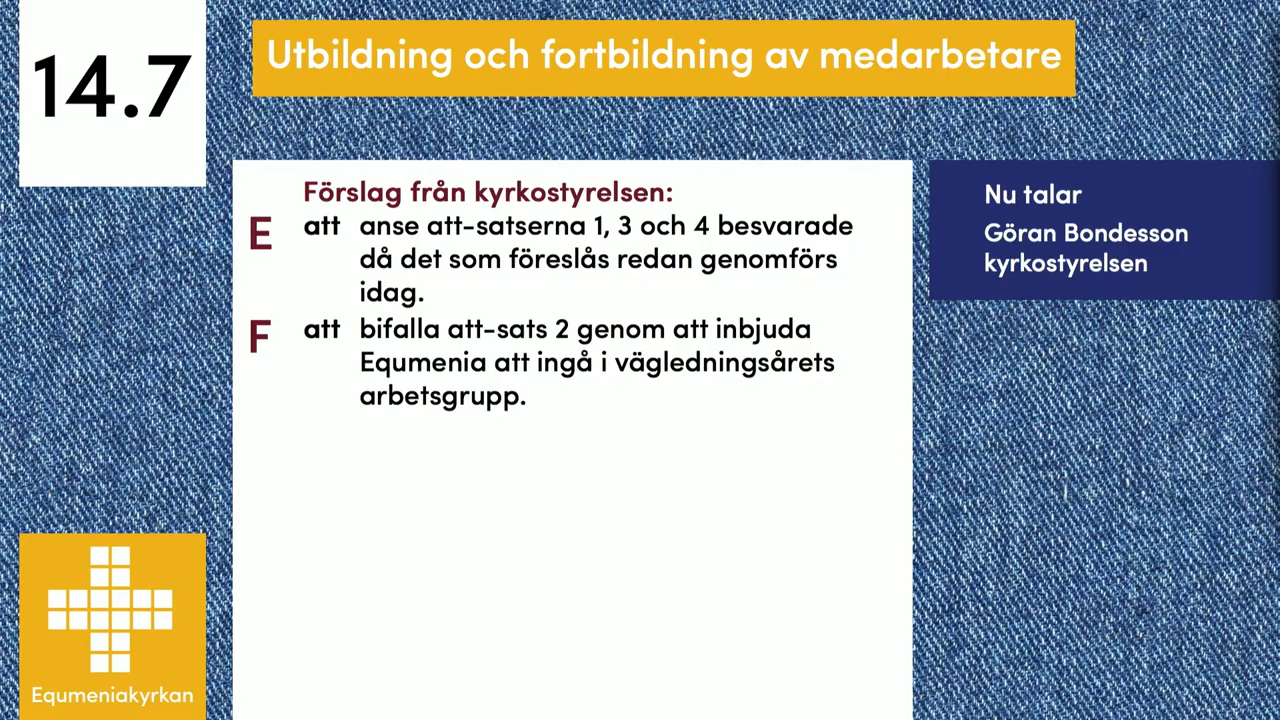 14.7
Utbildning och fortbildning av medarbetare
Förslag från kyrkostyrelsen:
E att anse att-satserna 1, 3 och 4 besvarade
då det som föreslås redan genomförs
idag.
F att bifalla att-sats 2 genom att inbjuda
Equmenia att ingå i vägledningsårets
arbetsgrupp.
Nu talar
Göran Bondesson
kyrkostyrelsen
Equmeniakyrkan